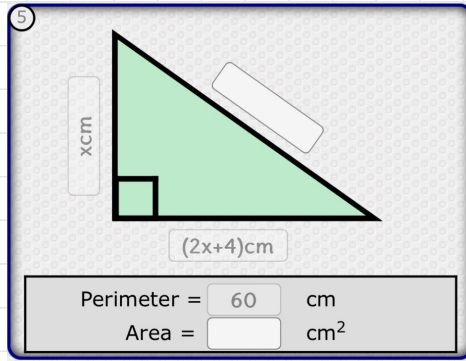 5
xcm
(2x+4)cm
Perimeter = 60 cm
Area = cm²